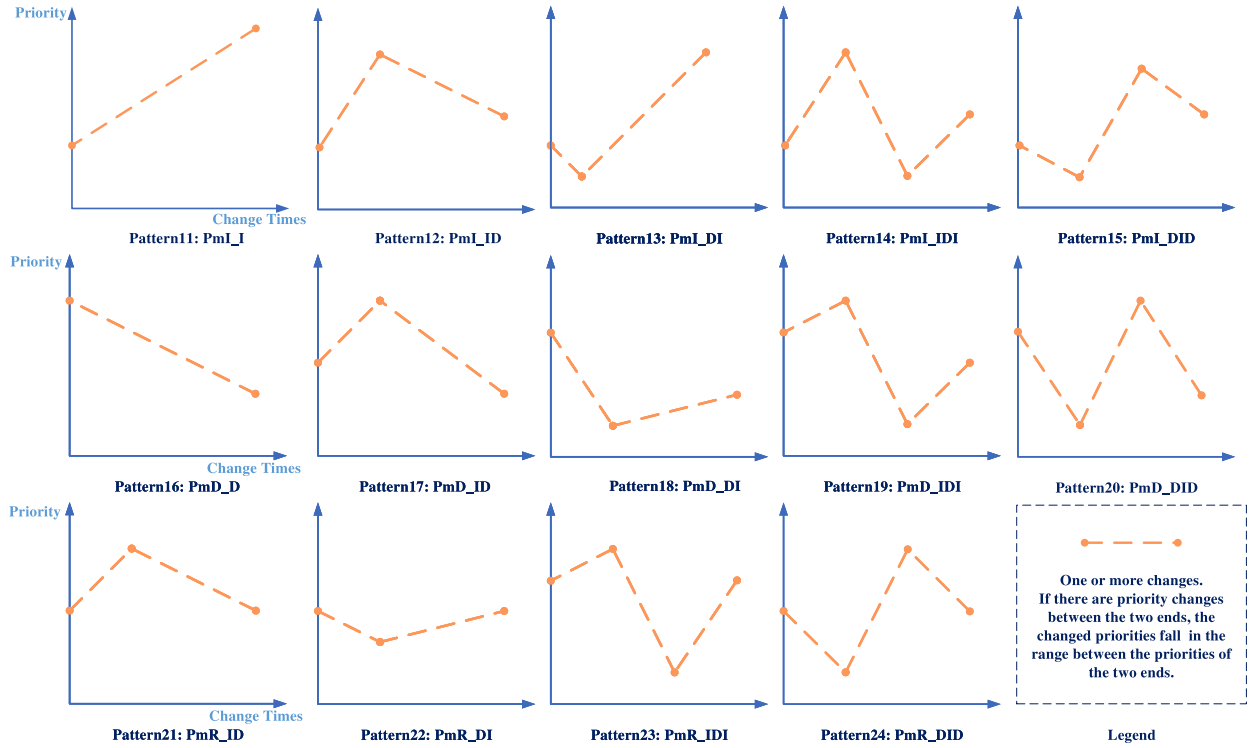 Priority
Change Times
Pattern11: PmI_I
Pattern12: PmI_ID
Pattern13: PmI_DI
Pattern14: PmI_IDI
Pattern15: PmI_DID
Priority
Change Times
Pattern16: PmD_D
Pattern17: PmD_ID
Pattern18: PmD_DI
Pattern19: PmD_IDI
Pattern20: PmD_DID
Priority
Change Times
Pattern21: PmR_ID
Pattern22: PmR_DI
Pattern23: PmR_IDI
Pattern24: PmR_DID
One or more changes.
If there are priority changes
between the two ends, the
changed priorities fall in the
range between the priorities of
the two ends.
Legend